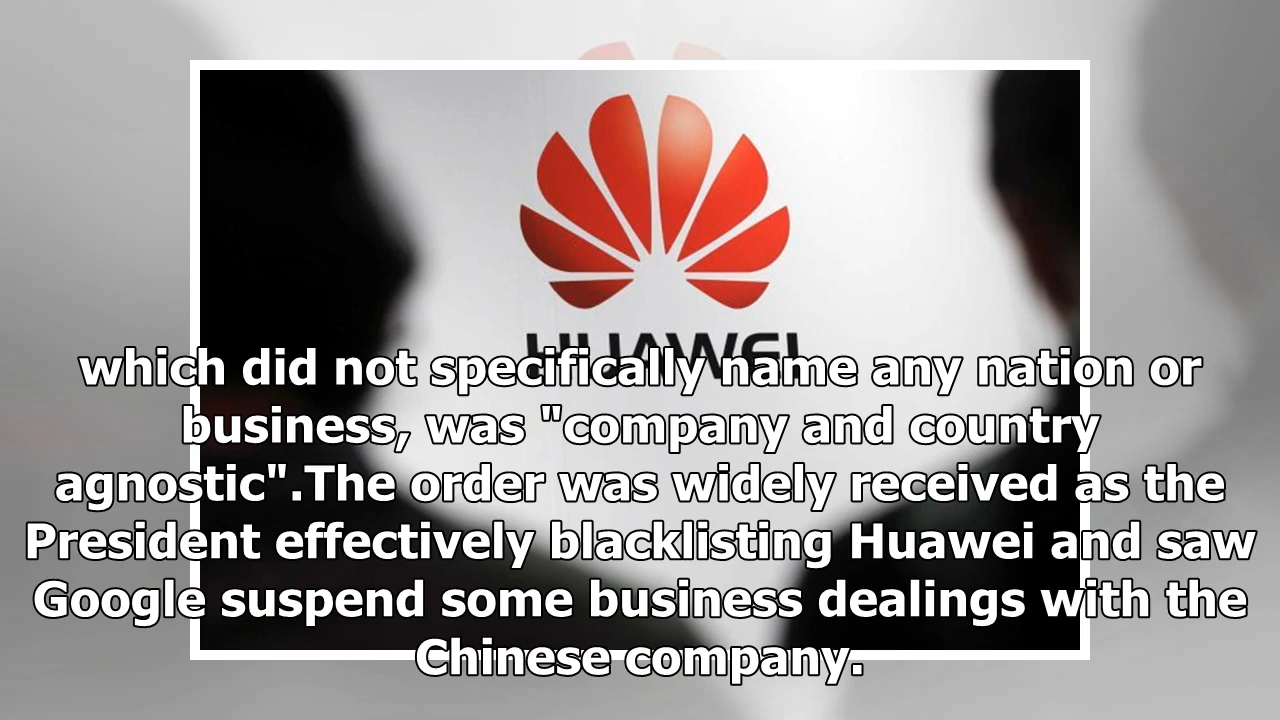 HUAWEI
which did not specifically name any nation or
business, was "company and country
agnostic".The order was widely received as the
President effectively blacklisting Huawei and saw
Google suspend some business dealings with the
Chinese company.